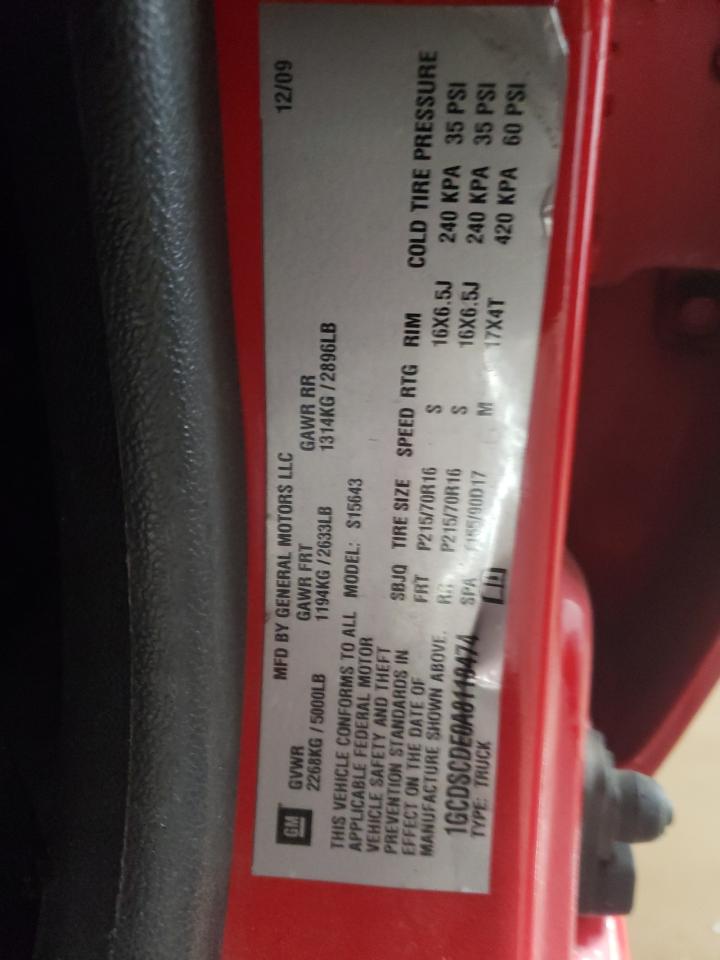 GM
MFD BY GENERAL MOTORS LLC 12/09
GVWR GAWR FRT GAWR RR
2268KG / 5000LB 1194KG / 2633LB 1314KG / 2896LB
THIS VEHICLE CONFORMS TO ALL MODEL: S15643
APPLICABLE FEDERAL MOTOR
VEHICLE SAFETY AND THEFT
PREVENTION STANDARDS IN
EFFECT ON THE DATE OF
MANUFACTURE SHOWN ABOVE.
SBJQ TIRE SIZE SPEED RTG RIM COLD TIRE PRESSURE
FRT P215/70R16 S 16X6.5J 240 KPA 35 PSI
P215/70R16 S 16X6.5J 240 KPA 35 PSI
SPA M 17X4T 420 KPA 60 PSI
TYPE: TRUCK